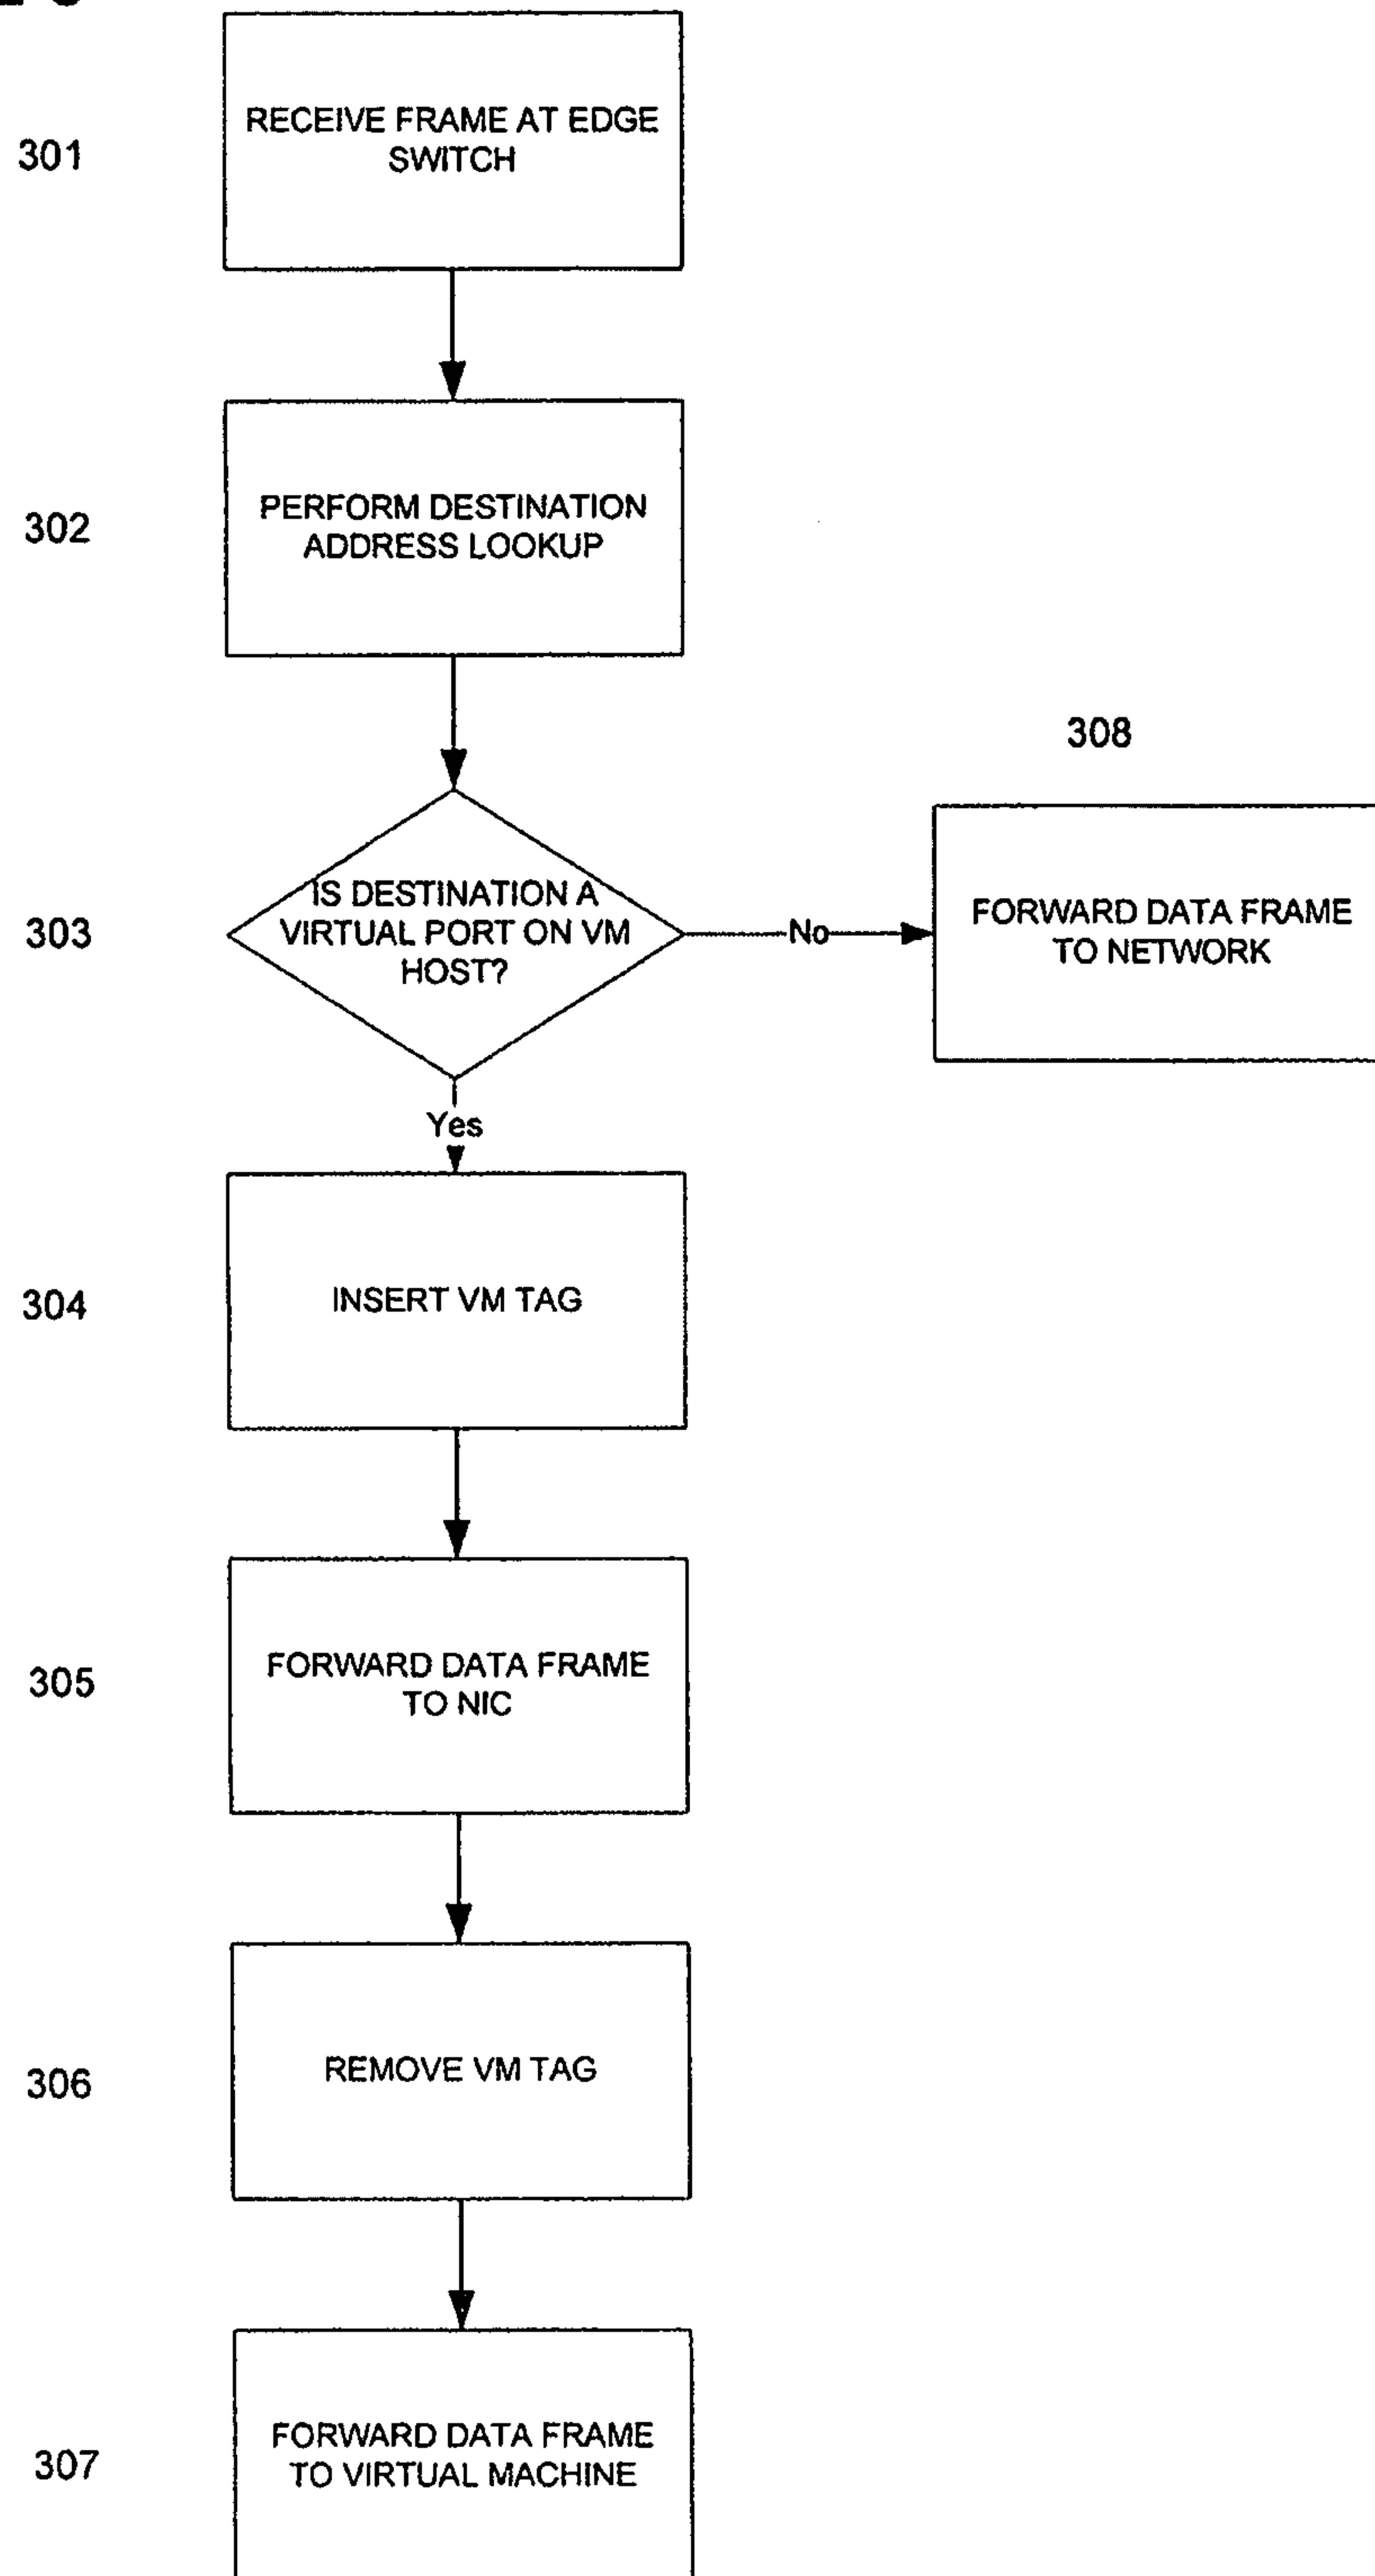 301
RECEIVE FRAME AT EDGE
SWITCH
302
PERFORM DESTINATION
ADDRESS LOOKUP
308
303
IS DESTINATION A
VIRTUAL PORT ON VM
HOST?
No
FORWARD DATA FRAME
TO NETWORK
Yes
304
INSERT VM TAG
305
FORWARD DATA FRAME
TO NIC
306
REMOVE VM TAG
307
FORWARD DATA FRAME
TO VIRTUAL MACHINE